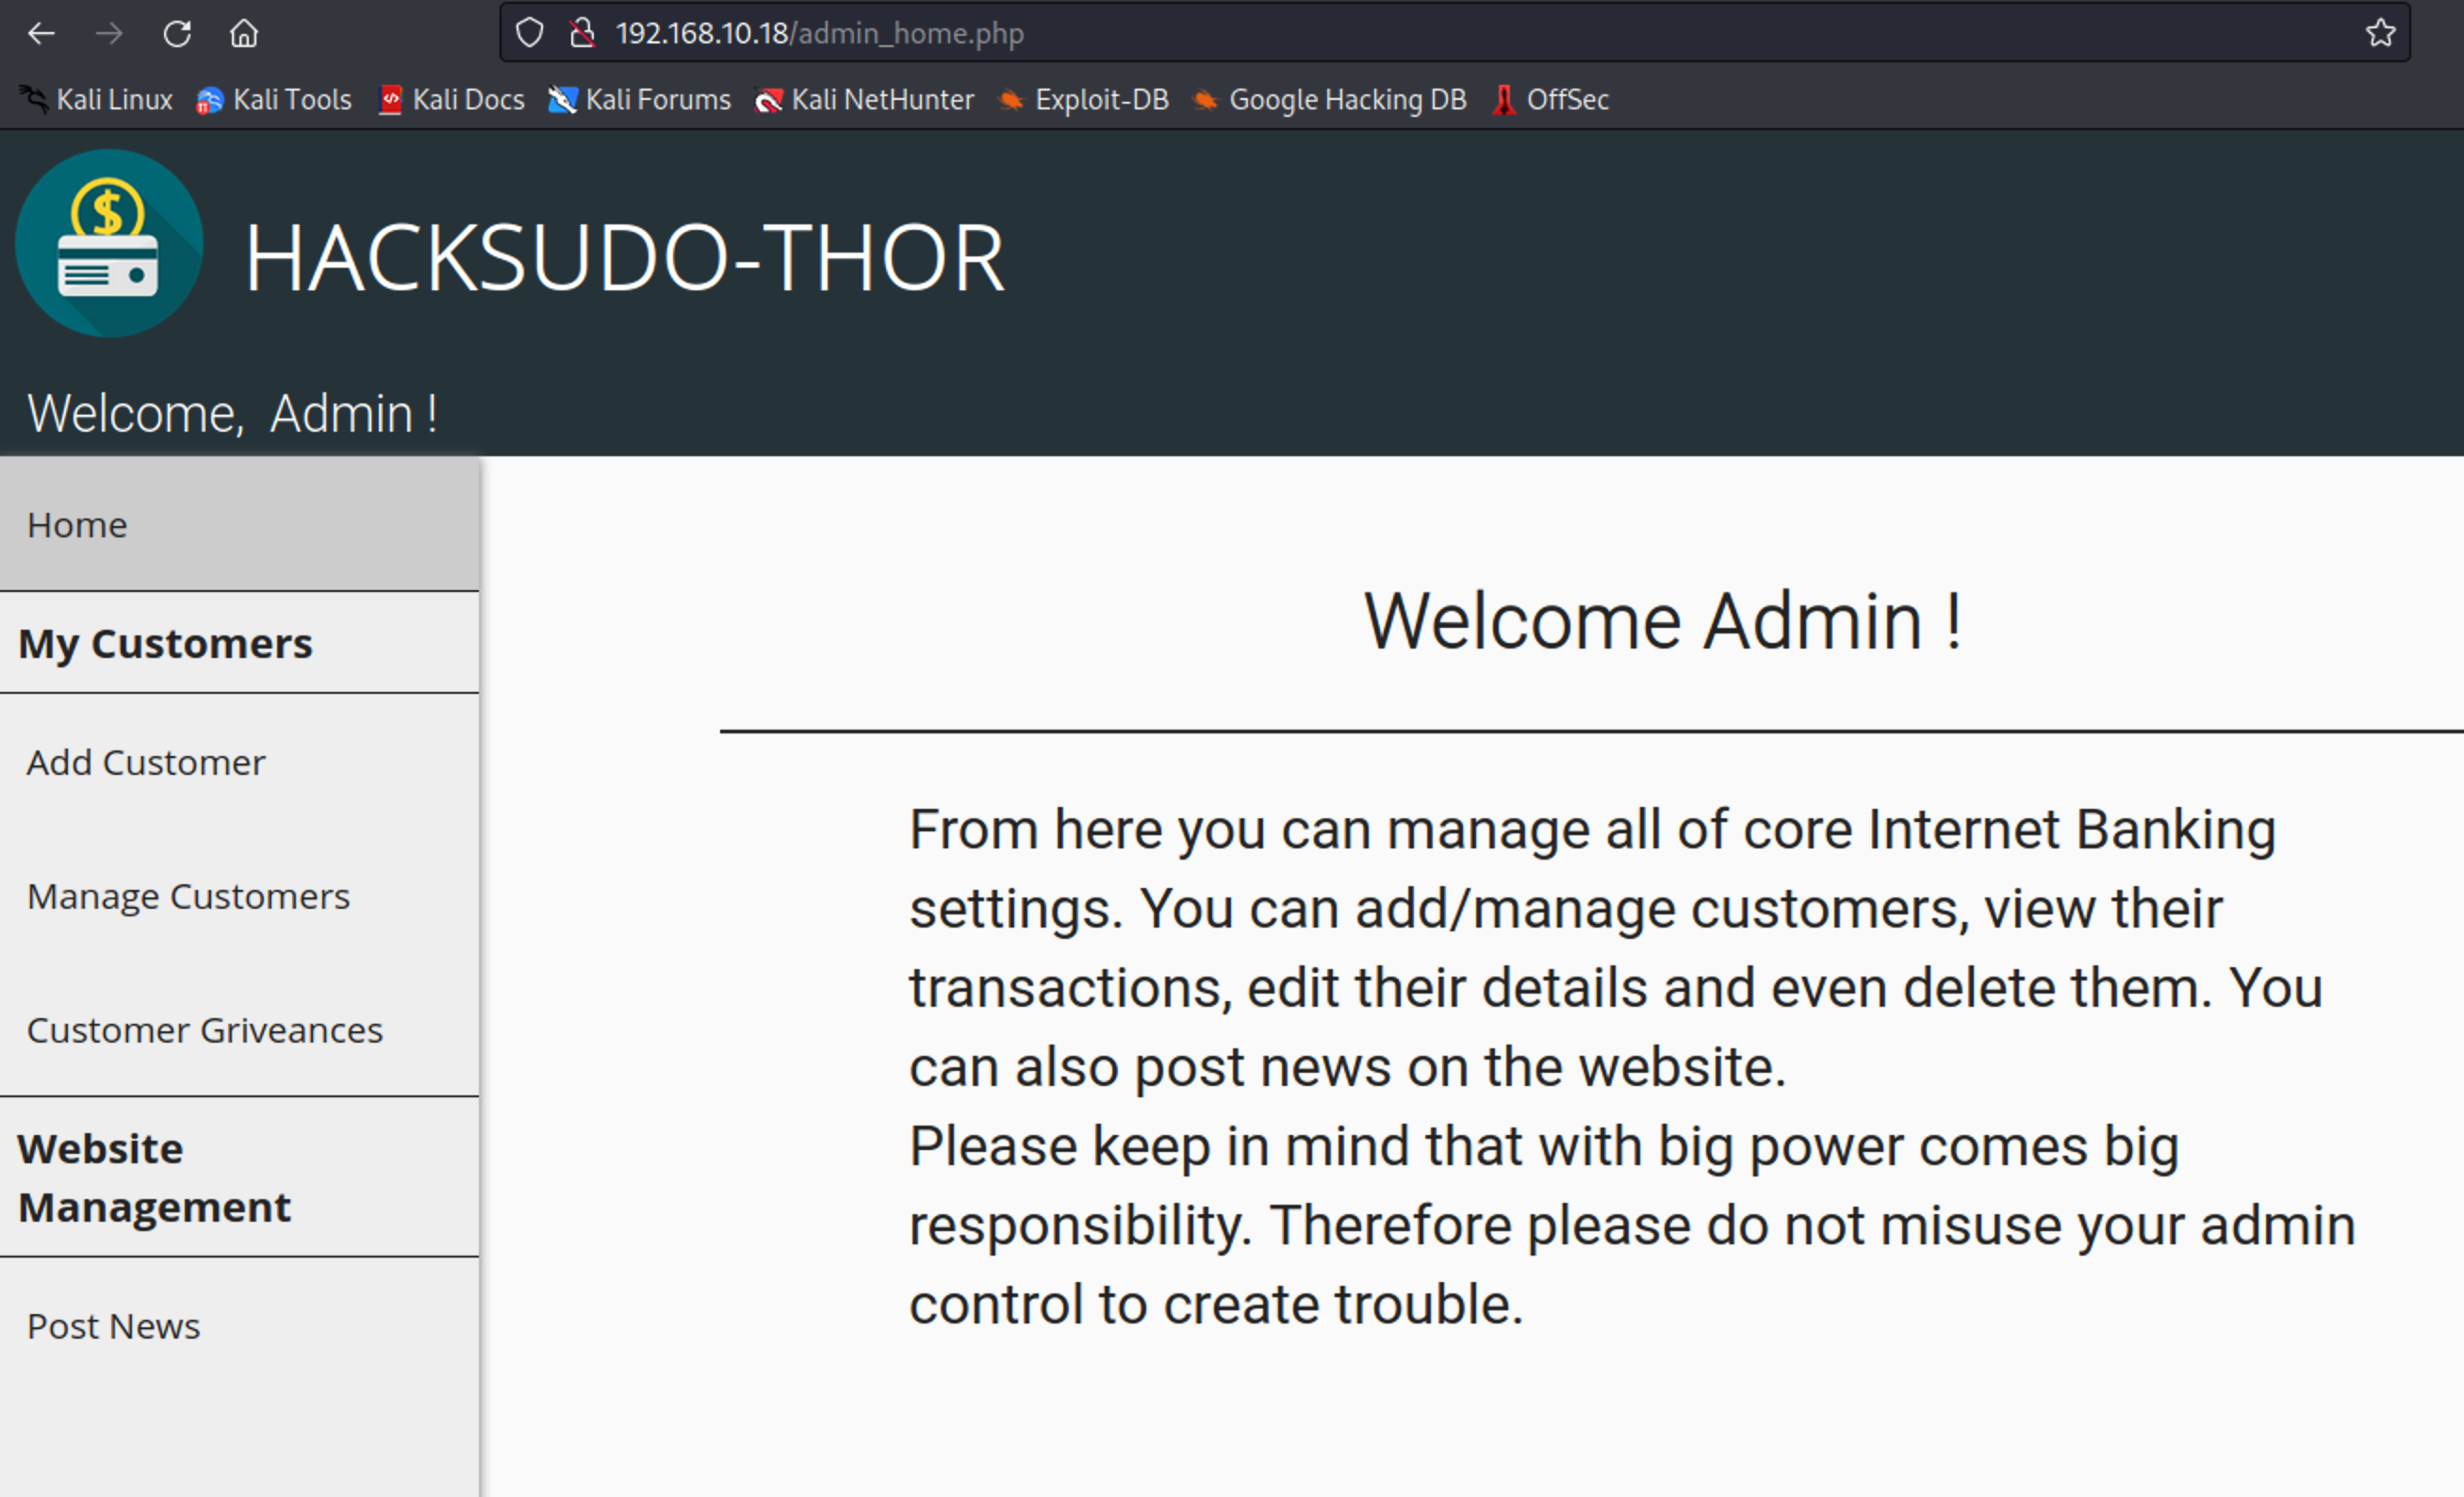 192.168.10.18/admin_home.php
Kali Linux Kali Tools Kali Docs Kali Forums Kali NetHunter Exploit-DB Google Hacking DB OffSec
HACKSUDO-THOR
Welcome, Admin !
Home
My Customers
Add Customer
Manage Customers
Customer Griveances
Website
Management
Post News
Welcome Admin !
From here you can manage all of core Internet Banking
settings. You can add/manage customers, view their
transactions, edit their details and even delete them. You
can also post news on the website.
Please keep in mind that with big power comes big
responsibility. Therefore please do not misuse your admin
control to create trouble.